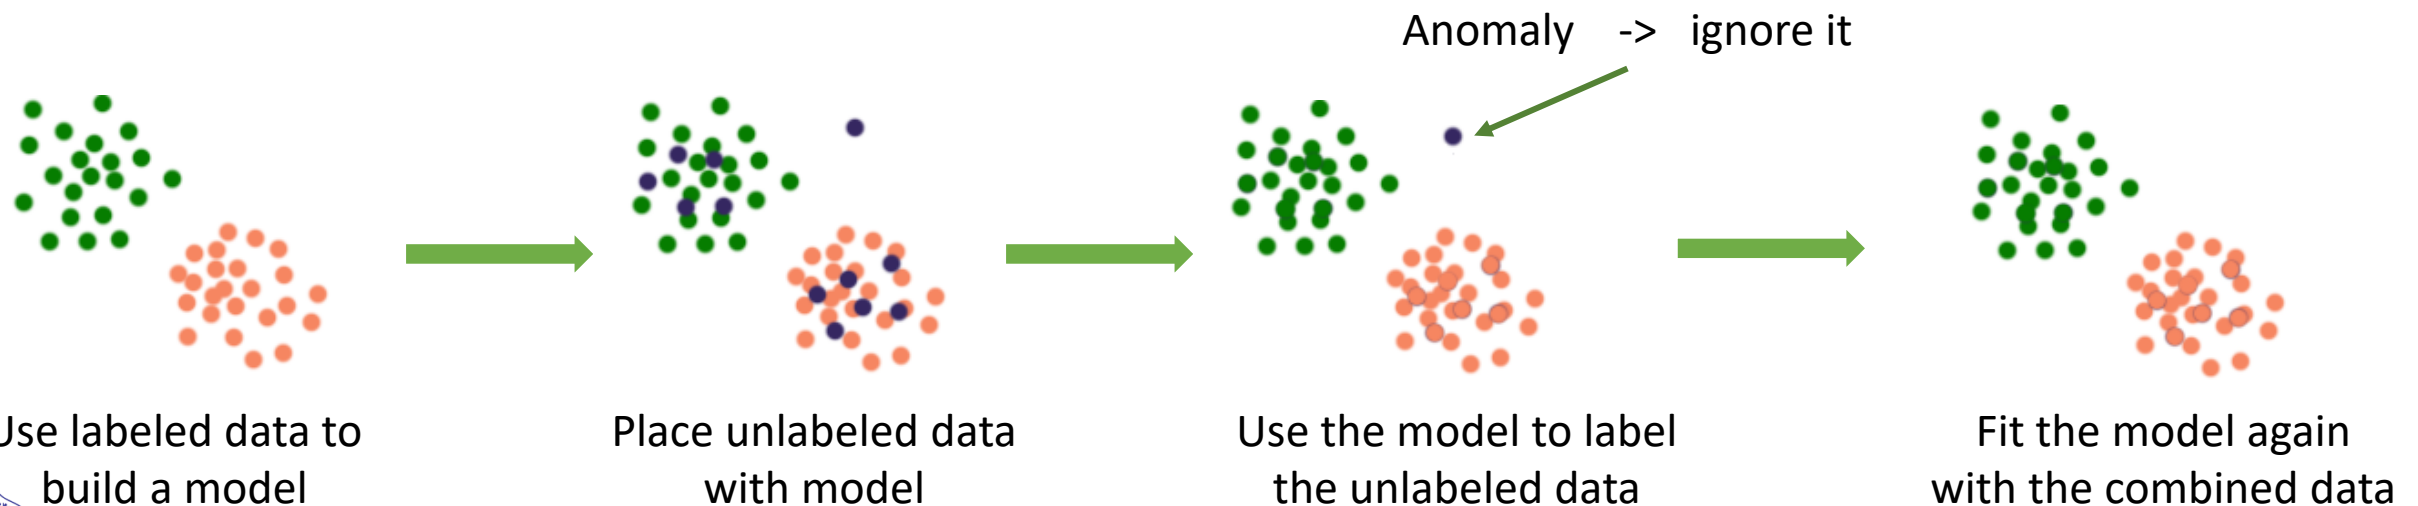 Anomaly -> ignore it
Use labeled data to
build a model
Place unlabeled data
with model
Use the model to label
the unlabeled data
Fit the model again
with the combined data